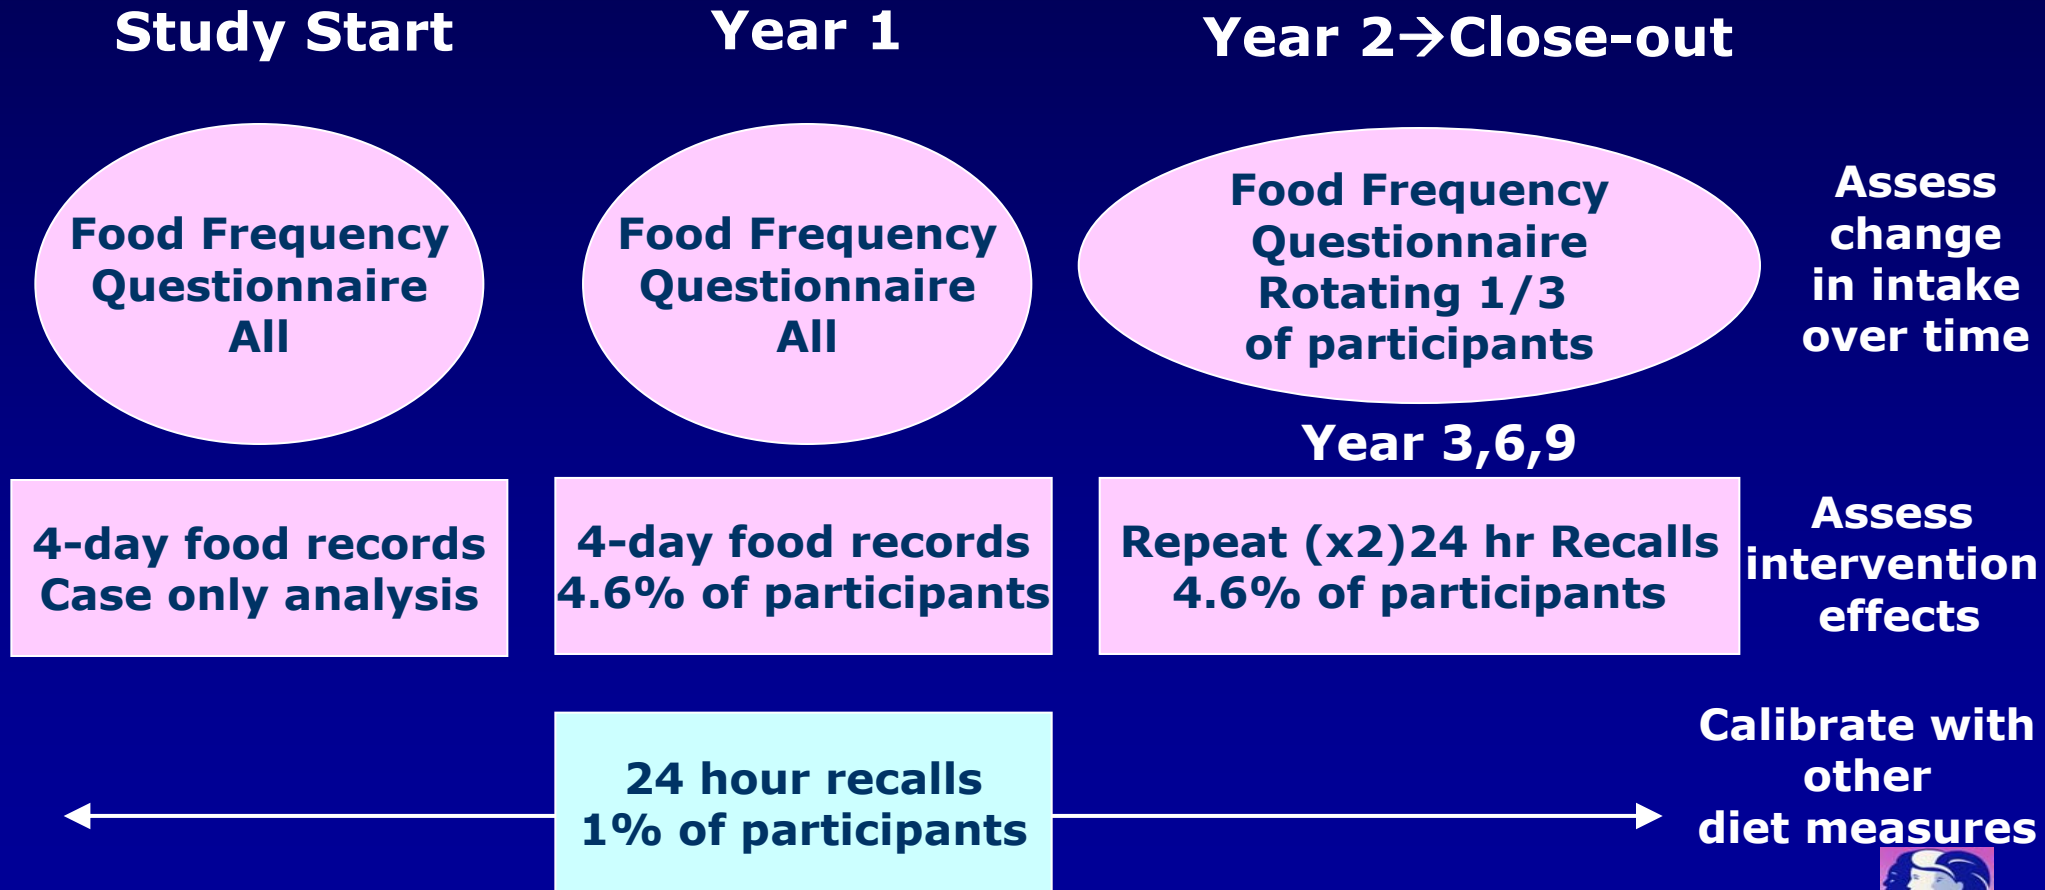 Study Start
Year 1
Year 2→Close-out
Food Frequency
Questionnaire
All
Food Frequency
Questionnaire
All
Food Frequency
Questionnaire
Rotating 1/3
of participants
Assess
change
in intake
over time
Year 3,6,9
4-day food records
Case only analysis
4-day food records
4.6% of participants
Repeat (x2)24 hr Recalls
4.6% of participants
Assess
intervention
effects
24 hour recalls
1% of participants
Calibrate with
other
diet measures